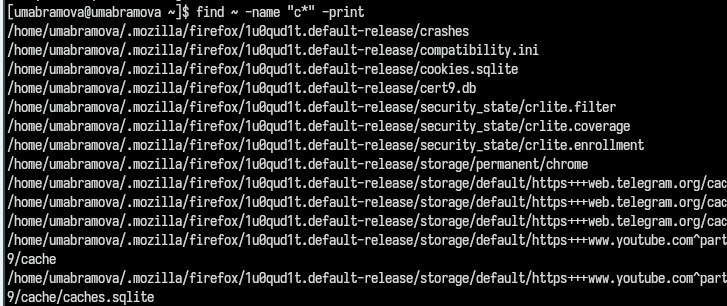 [umabramova@umabramova ~]$ find ~ -name "c*" -print
/home/umabramova/.mozilla/firefox/1u0qud1t.default-release/crashes
/home/umabramova/.mozilla/firefox/1u0qud1t.default-release/compatibility.ini
/home/umabramova/.mozilla/firefox/1u0qud1t.default-release/cookies.sqlite
/home/umabramova/.mozilla/firefox/1u0qud1t.default-release/cert9.db
/home/umabramova/.mozilla/firefox/1u0qud1t.default-release/security_state/crlite.filter
/home/umabramova/.mozilla/firefox/1u0qud1t.default-release/security_state/crlite.coverage
/home/umabramova/.mozilla/firefox/1u0qud1t.default-release/security_state/crlite.enrollment
/home/umabramova/.mozilla/firefox/1u0qud1t.default-release/storage/permanent/chrome
/home/umabramova/.mozilla/firefox/1u0qud1t.default-release/storage/default/https+++web.telegram.org/cac
/home/umabramova/.mozilla/firefox/1u0qud1t.default-release/storage/default/https+++web.telegram.org/cac
/home/umabramova/.mozilla/firefox/1u0qud1t.default-release/storage/default/https+++web.telegram.org/cac
/home/umabramova/.mozilla/firefox/1u0qud1t.default-release/storage/default/https+++www.youtube.com^part
9/cache
/home/umabramova/.mozilla/firefox/1u0qud1t.default-release/storage/default/https+++www.youtube.com^part
9/cache/caches.sqlite